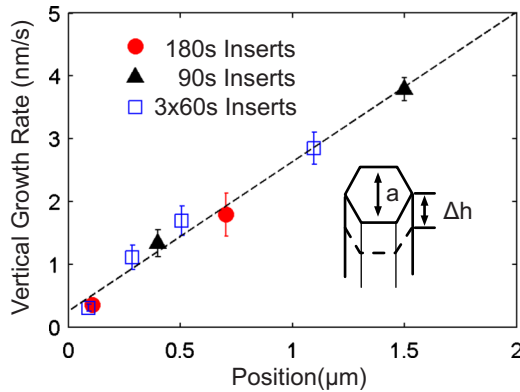 Vertical Growth Rate (nm/s)
5
4
3
2
1
0
180s Inserts
90s Inserts
3x60s Inserts
a
Δh
0
0.5
1
1.5
2
Position(μm)